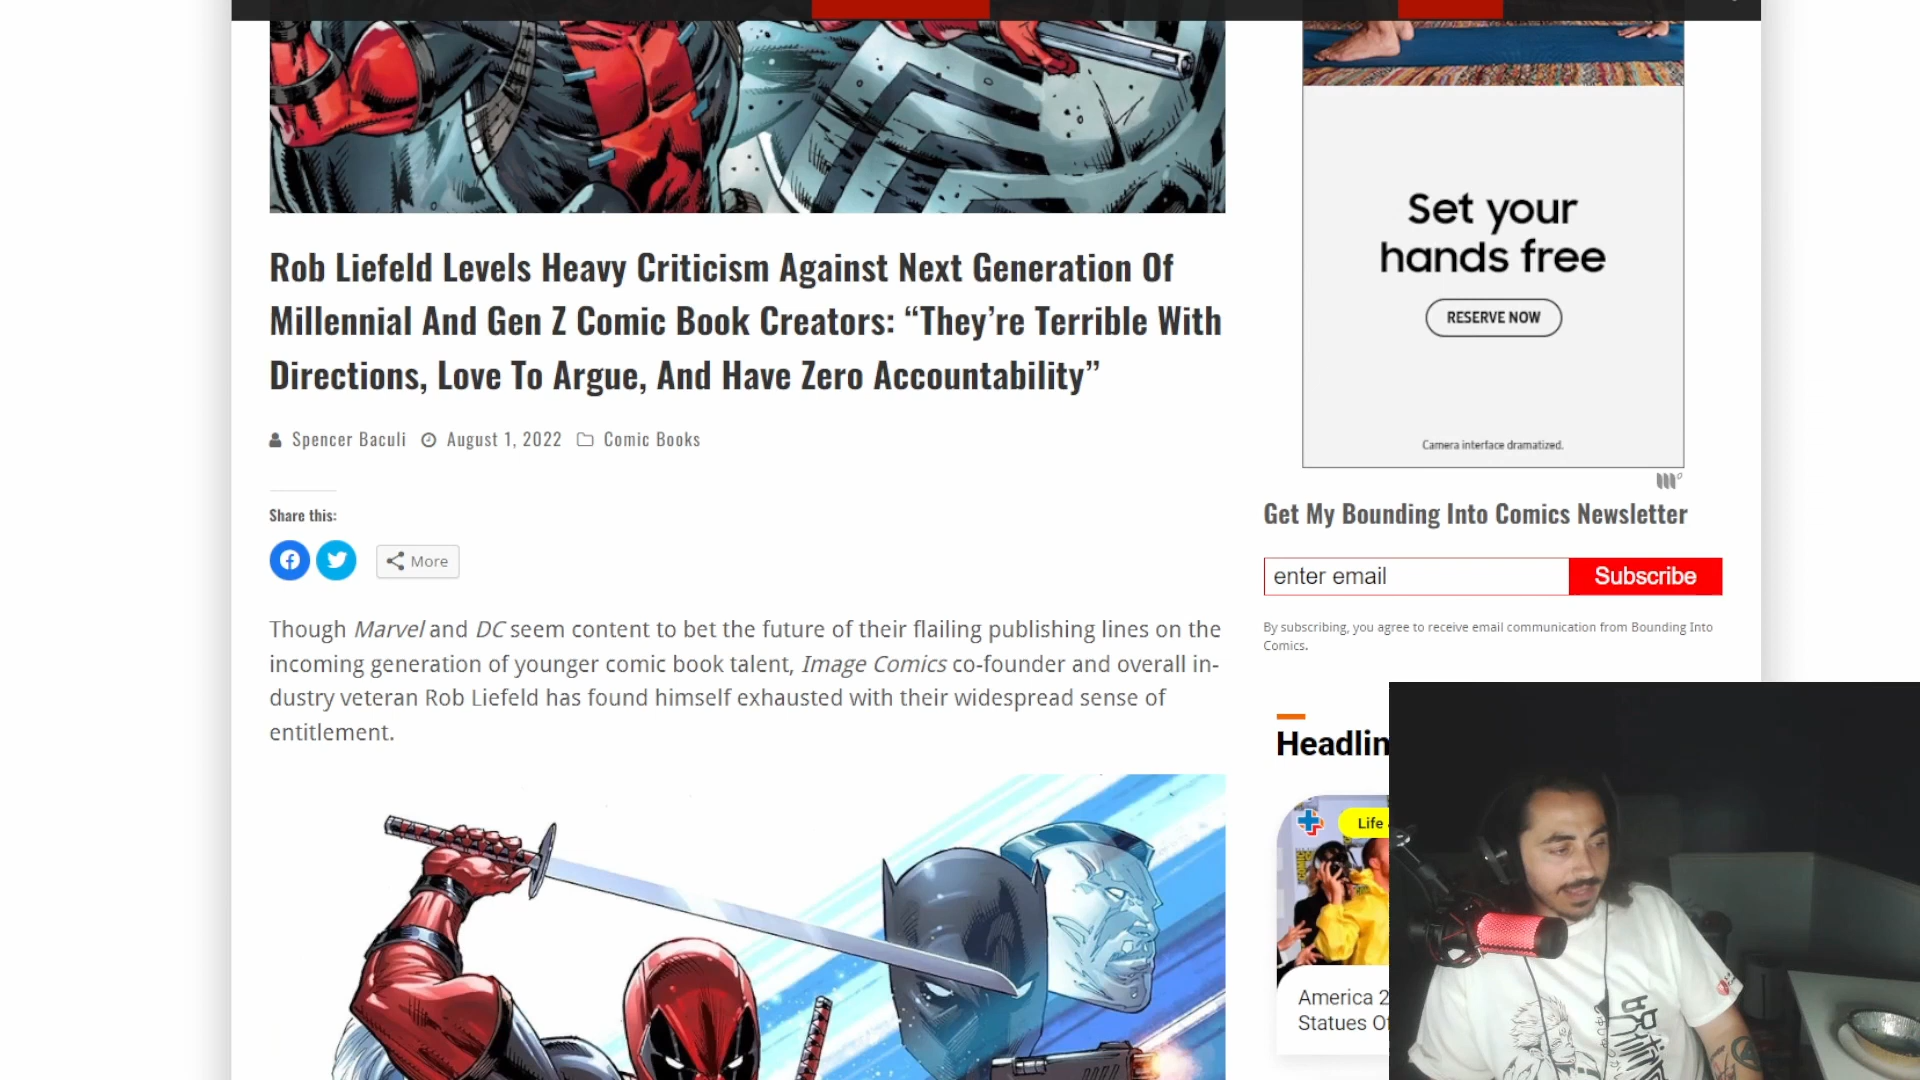 Rob Liefeld Levels Heavy Criticism Against Next Generation Of
Millennial And Gen Z Comic Book Creators: “They’re Terrible With
Directions, Love To Argue, And Have Zero Accountability”
Spencer Baculi August 1, 2022 Comic Books
Share this:
More
Though Marvel and DC seem content to bet the future of their flailing publishing lines on the
incoming generation of younger comic book talent, Image Comics co-founder and overall in-
dustry veteran Rob Liefeld has found himself exhausted with their widespread sense of
entitlement.
Set your
hands free
RESERVE NOW
Camera interface dramatized.
Get My Bounding Into Comics Newsletter
enter email
Subscribe
By subscribing, you agree to receive email communication from Bounding Into
Comics.
Headlin
Life
America 2
Statues Of